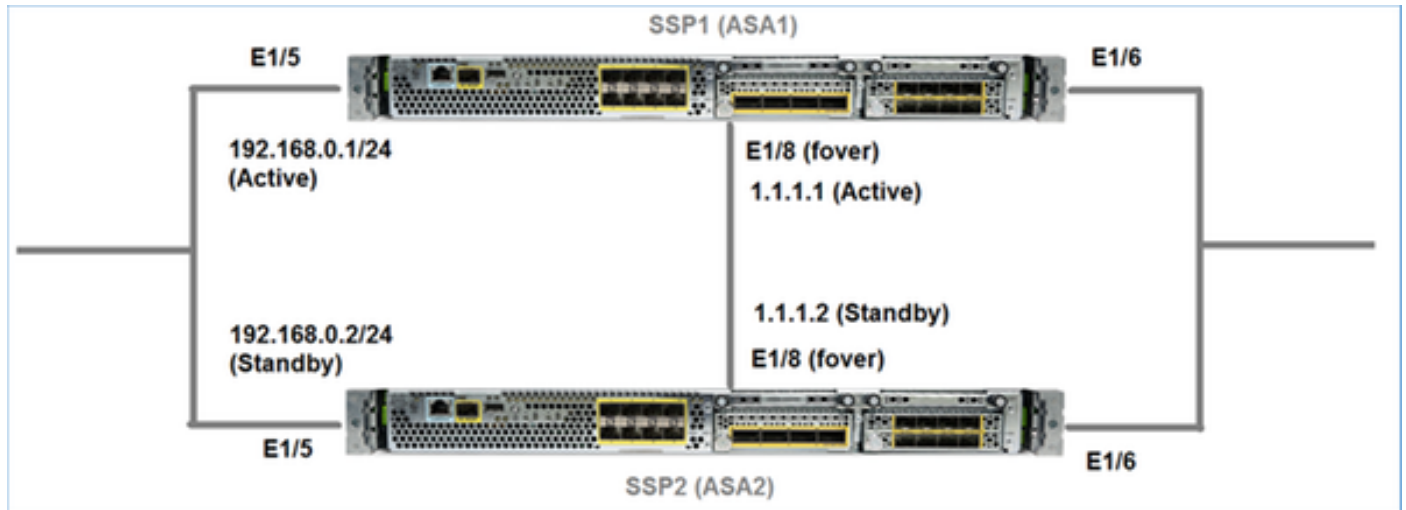 SSP1 (ASA1)
E1/5
E1/6
192.168.0.1/24
(Active)
E1/8 (fover)
1.1.1.1 (Active)
1.1.1.2 (Standby)
192.168.0.2/24
(Standby)
E1/8 (fover)
E1/5
E1/6
SSP2 (ASA2)